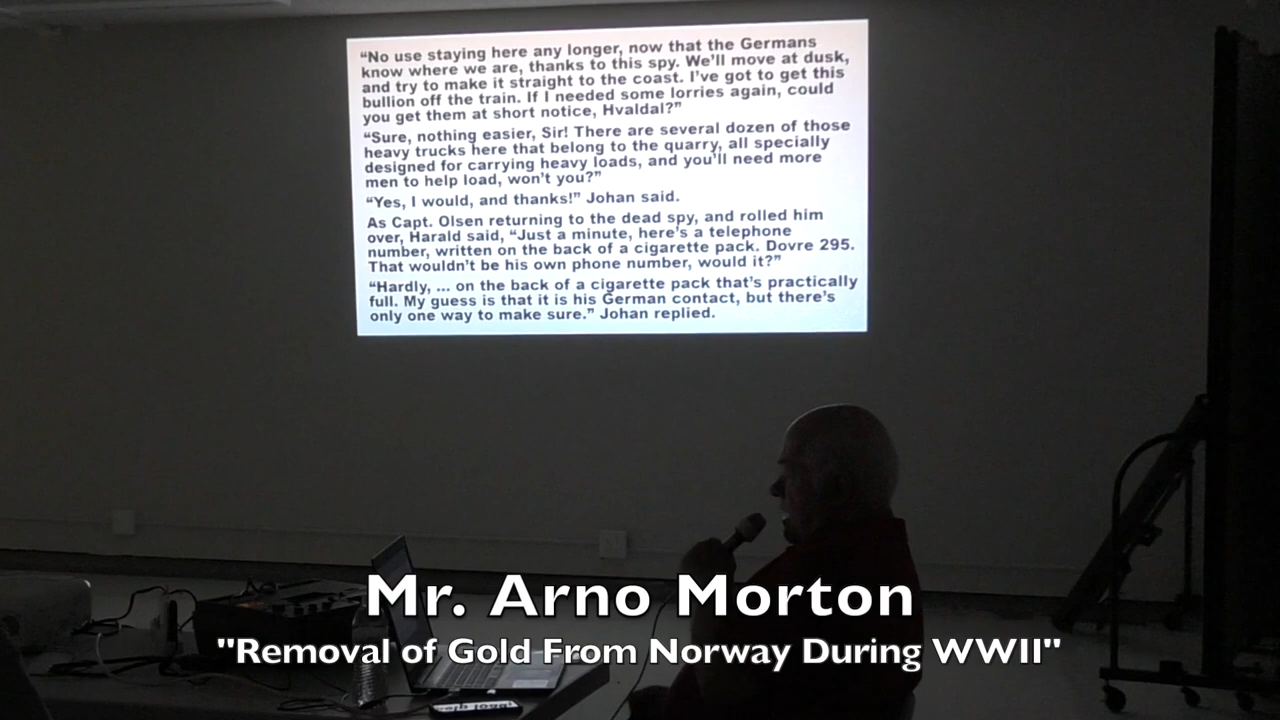 “No use staying here any longer, now that the Germans
know where we are, thanks to this spy. We’ll move at dusk,
and try to make it straight to the coast. I’ve got to get this
bullion off the train. If I needed some lorries again, could
you get them at short notice, Hvaldal?”
“Sure, nothing easier, Sir! There are several dozen of those
heavy trucks here that belong to the quarry, all specially
designed for carrying heavy loads, and you’ll need more
men to help load, won’t you?”
“Yes, I would, and thanks!” Johan said.
As Capt. Olsen returning to the dead spy, and rolled him
over, Harald said, “Just a minute, here’s a telephone
number, written on the back of a cigarette pack. Dovre 295.
That wouldn’t be his own phone number, would it?”
“Hardly, ... on the back of a cigarette pack that’s practically
full. My guess is that it is his German contact, but there’s
only one way to make sure.” Johan replied.
Mr. Arno Morton
"Removal of Gold From Norway During WWII"